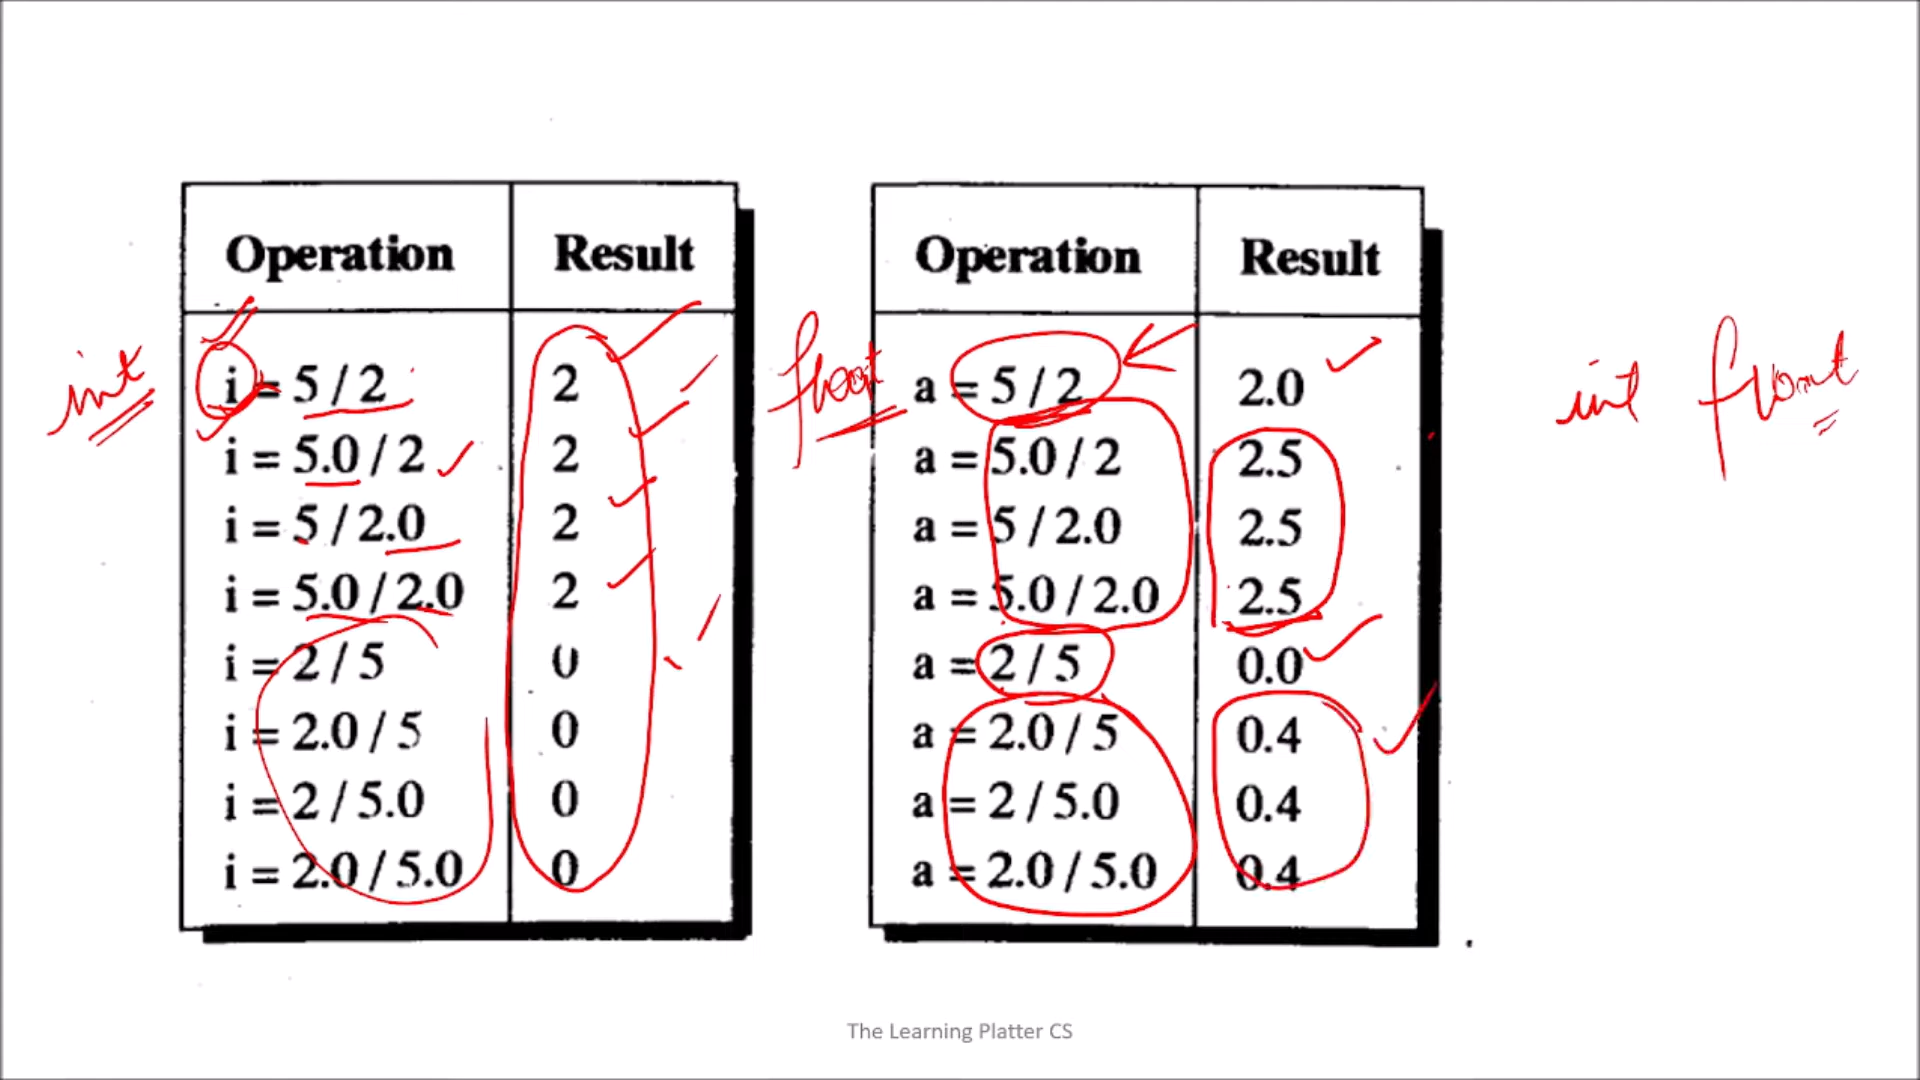 Operation Result
i = 5 / 2 2
i = 5.0 / 2 2
i = 5 / 2.0 2
i = 5.0 / 2.0 2
i = 2 / 5 0
i = 2.0 / 5 0
i = 2 / 5.0 0
i = 2.0 / 5.0 0
int
Operation Result
a = 5 / 2 2.0
a = 5.0 / 2 2.5
a = 5 / 2.0 2.5
a = 5.0 / 2.0 2.5
a = 2 / 5 0.0
a = 2.0 / 5 0.4
a = 2 / 5.0 0.4
a = 2.0 / 5.0 0.4
float
int float
The Learning Platter CS